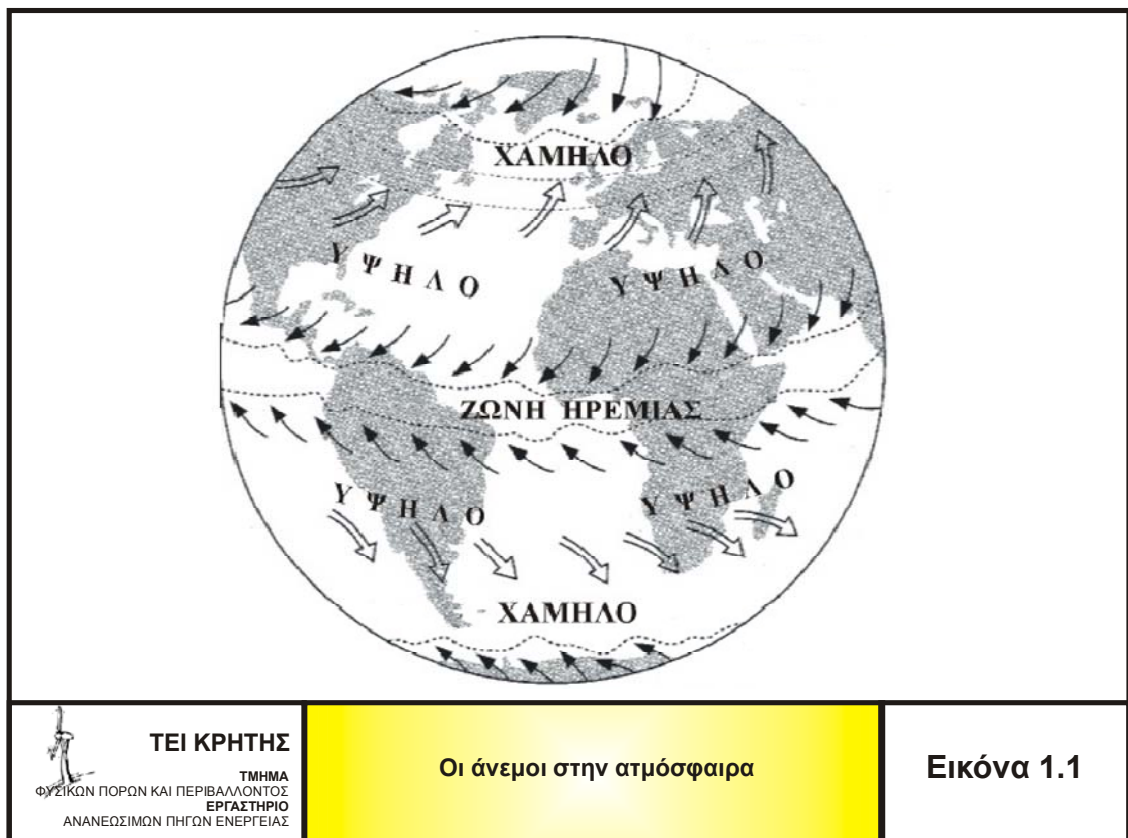 ΧΑΜΗΛΟ
ΥΨΗΛΟ
ΥΨΗΛΟ
ΖΩΝΗ ΗΡΕΜΙΑΣ
ΥΨΗΛΟ
ΥΨΗΛΟ
ΧΑΜΗΛΟ
ΤΕΙ ΚΡΗΤΗΣ
ΤΜΗΜΑ
ΦΥΣΙΚΩΝ ΠΟΡΩΝ ΚΑΙ ΠΕΡΙΒΑΛΛΟΝΤΟΣ
ΕΡΓΑΣΤΗΡΙΟ
ΑΝΑΝΕΩΣΙΜΩΝ ΠΗΓΩΝ ΕΝΕΡΓΕΙΑΣ
Οι άνεμοι στην ατμόσφαιρα
Εικόνα 1.1